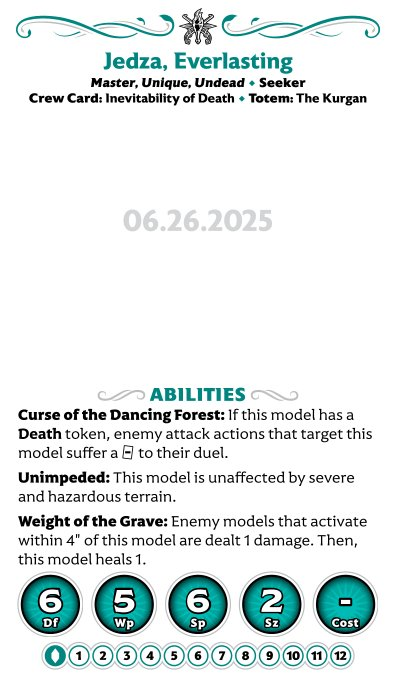 Jedza, Everlasting
Master, Unique, Undead ⬥ Seeker
Crew Card: Inevitability of Death ⬥ Totem: The Kurgan
06.26.2025
ABILITIES
Curse of the Dancing Forest: If this model has a
Death token, enemy attack actions that target this
model suffer a [-] to their duel.
Unimpeded: This model is unaffected by severe
and hazardous terrain.
Weight of the Grave: Enemy models that activate
within 4" of this model are dealt 1 damage. Then,
this model heals 1.
6 5 6 2 -
Df Wp Sp Sz Cost
1 2 3 4 5 6 7 8 9 10 11 12